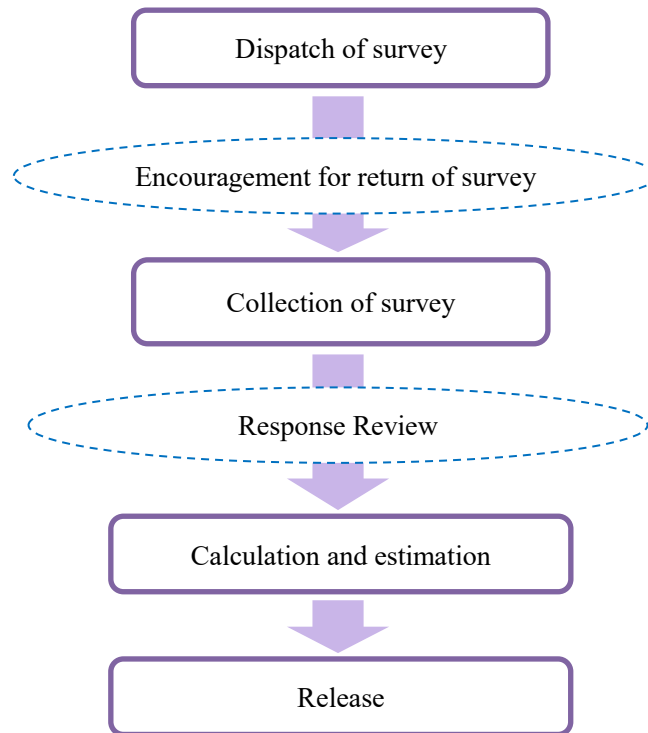 Dispatch of survey
Encouragement for return of survey
Collection of survey
Response Review
Calculation and estimation
Release